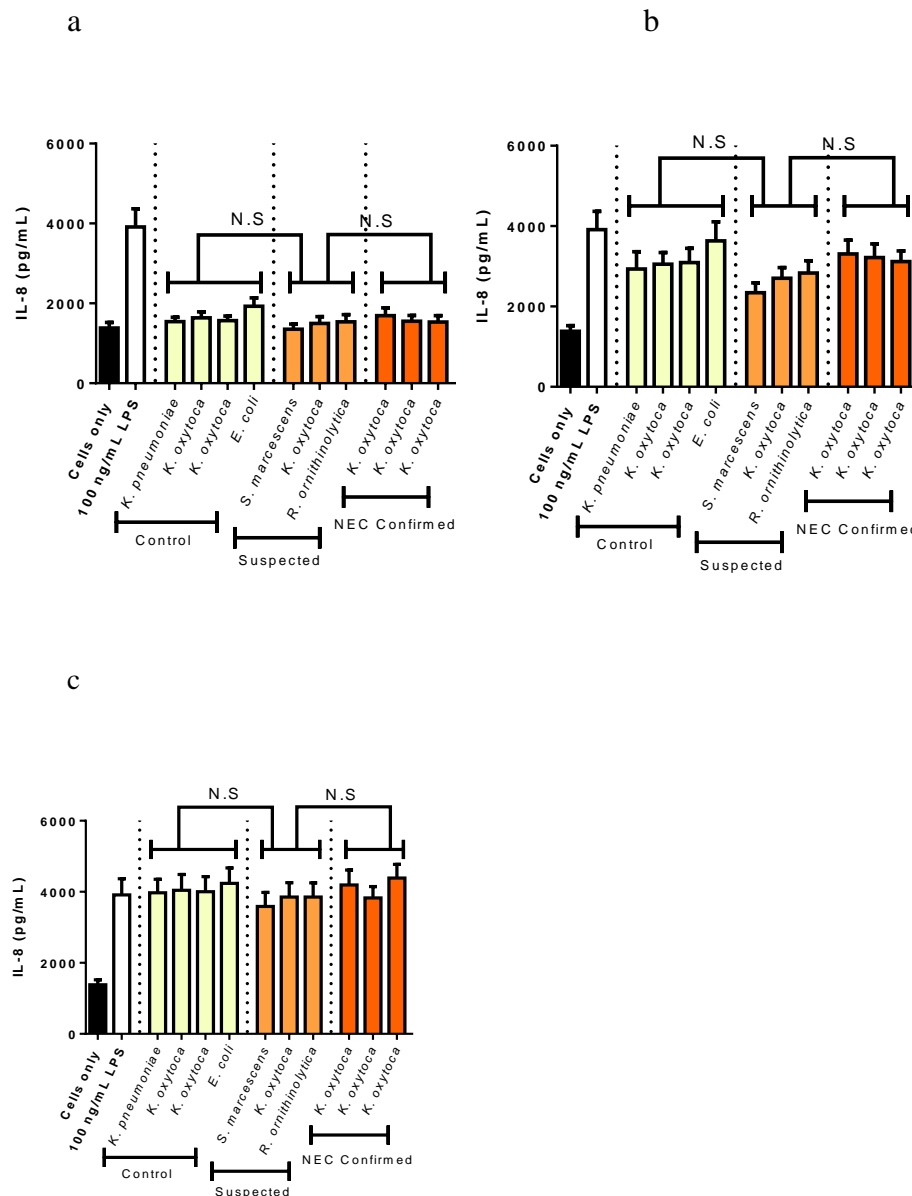 a
6000
4000
2000
0
IL-8 (pg/mL)
N.S
N.S
Cells only
100 ng/mL LPS
K. pneumoniae
K. oxytoca
K. oxytoca
E. coli
S. marcescens
K. oxytoca
R. ornithinolytica
K. oxytoca
K. oxytoca
K. oxytoca
Control
Suspected
NEC Confirmed
b
6000
4000
2000
0
IL-8 (pg/mL)
N.S
N.S
Cells only
100 ng/mL LPS
K. pneumoniae
K. oxytoca
K. oxytoca
E. coli
S. marcescens
K. oxytoca
R. ornithinolytica
K. oxytoca
K. oxytoca
K. oxytoca
Control
Suspected
NEC Confirmed
c
6000
4000
2000
0
IL-8 (pg/mL)
N.S
N.S
Cells only
100 ng/mL LPS
K. pneumoniae
K. oxytoca
K. oxytoca
E. coli
S. marcescens
K. oxytoca
R. ornithinolytica
K. oxytoca
K. oxytoca
K. oxytoca
Control
Suspected
NEC Confirmed